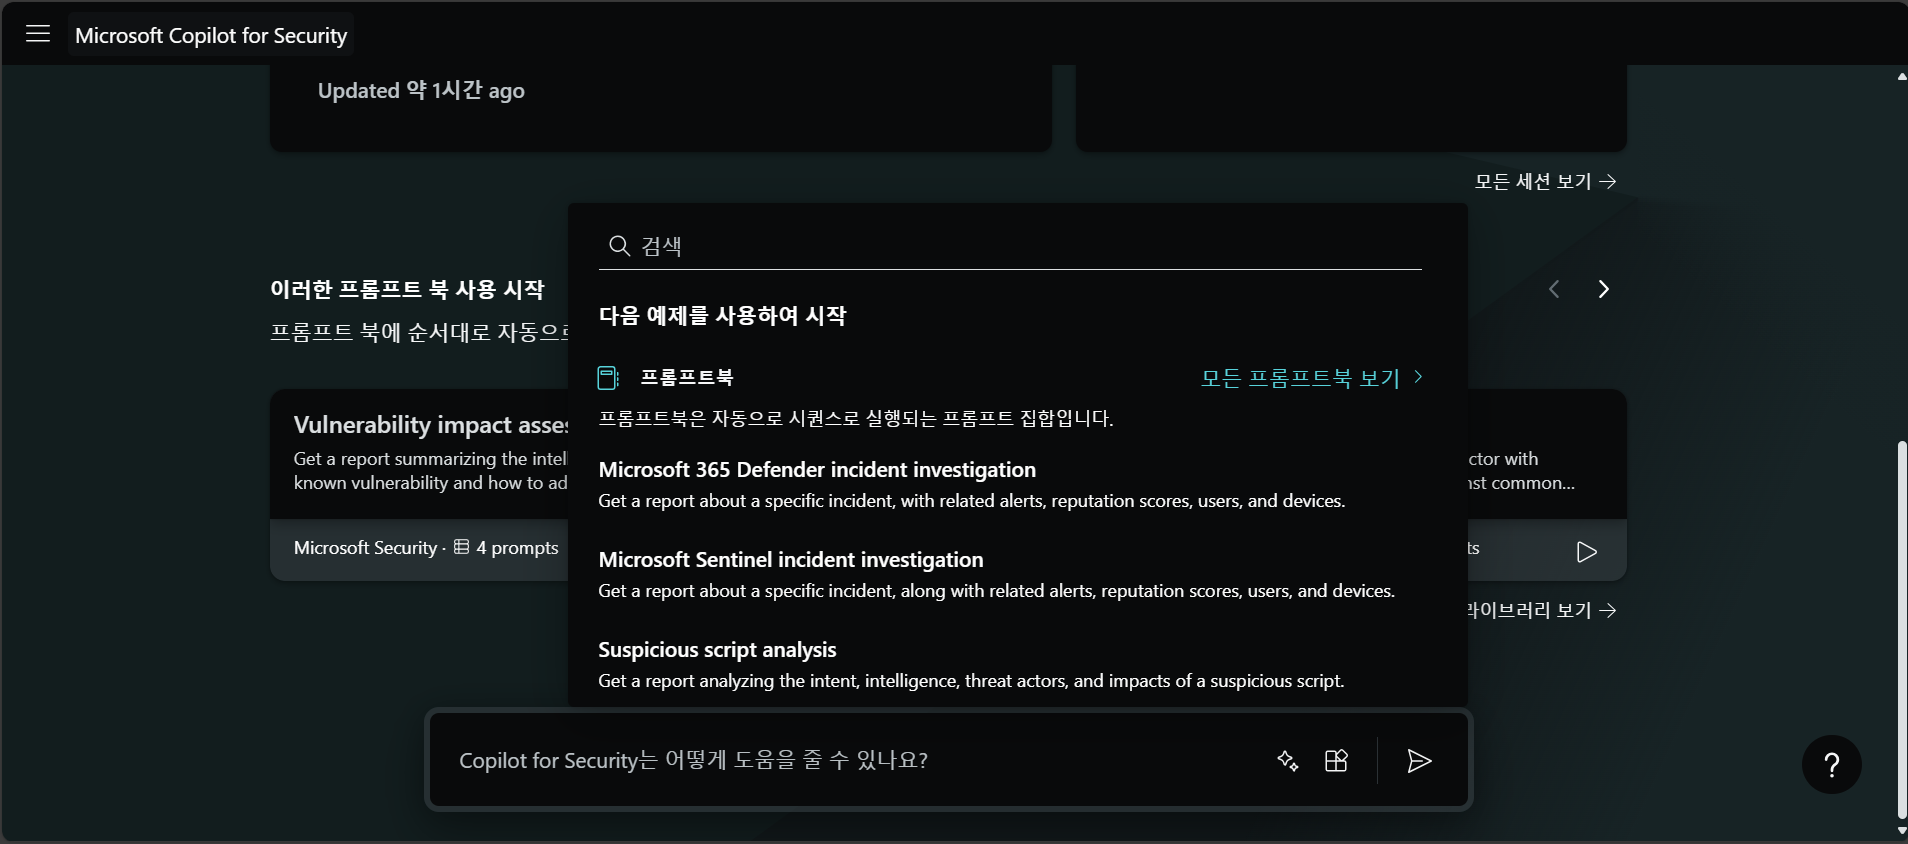 Microsoft Copilot for Security
Updated 약 1시간 ago
모든 세션 보기
이러한 프롬프트 북 사용 시작
프롬프트 북에 순서대로 자동으로
Vulnerability impact asses
Get a report summarizing the intel
known vulnerability and how to ad
Microsoft Security · 4 prompts
검색
다음 예제를 사용하여 시작
프롬프트북
모든 프롬프트북 보기
프롬프트북은 자동으로 시퀀스로 실행되는 프롬프트 집합입니다.
Microsoft 365 Defender incident investigation
Get a report about a specific incident, with related alerts, reputation scores, users, and devices.
Microsoft Sentinel incident investigation
Get a report about a specific incident, along with related alerts, reputation scores, users, and devices.
Suspicious script analysis
Get a report analyzing the intent, intelligence, threat actors, and impacts of a suspicious script.
ctor with
nst common...
ts
라이브러리 보기
Copilot for Security는 어떻게 도움을 줄 수 있나요?
?